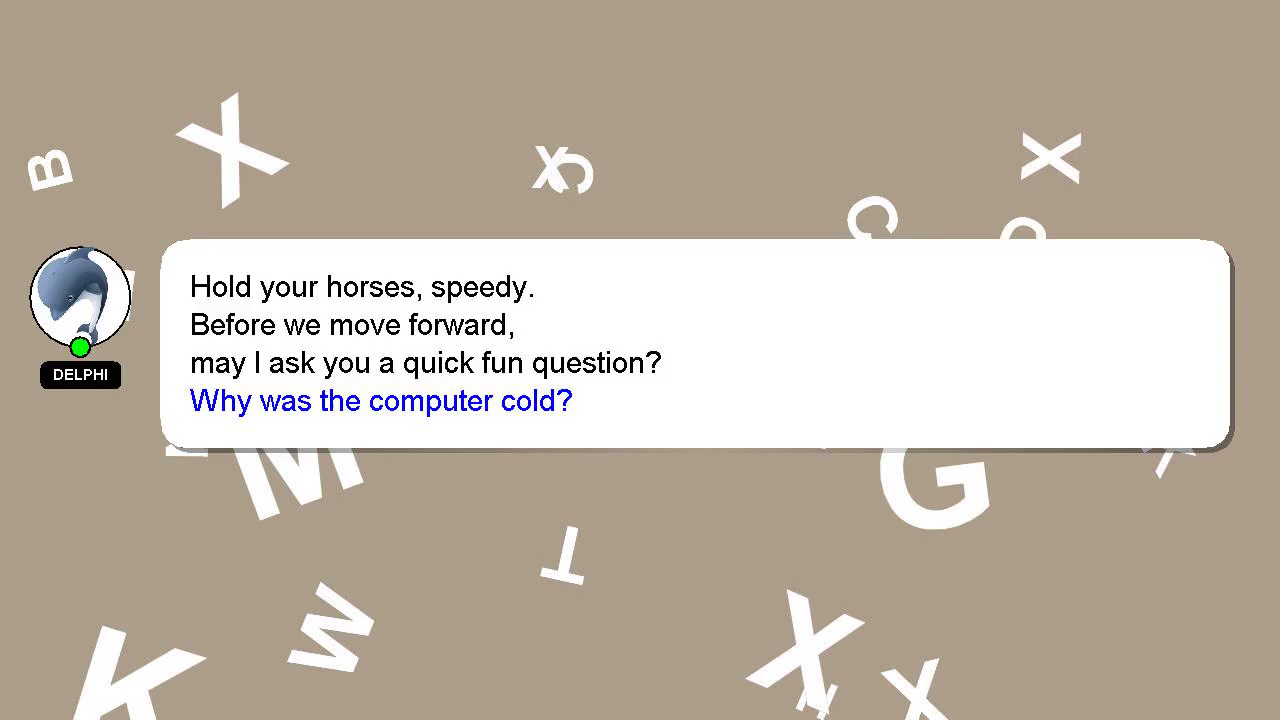 B
X
X
C
X
C
O
Hold your horses, speedy.
Before we move forward,
may I ask you a quick fun question?
Why was the computer cold?
DELPHI
M
G
T
W
K
X
X